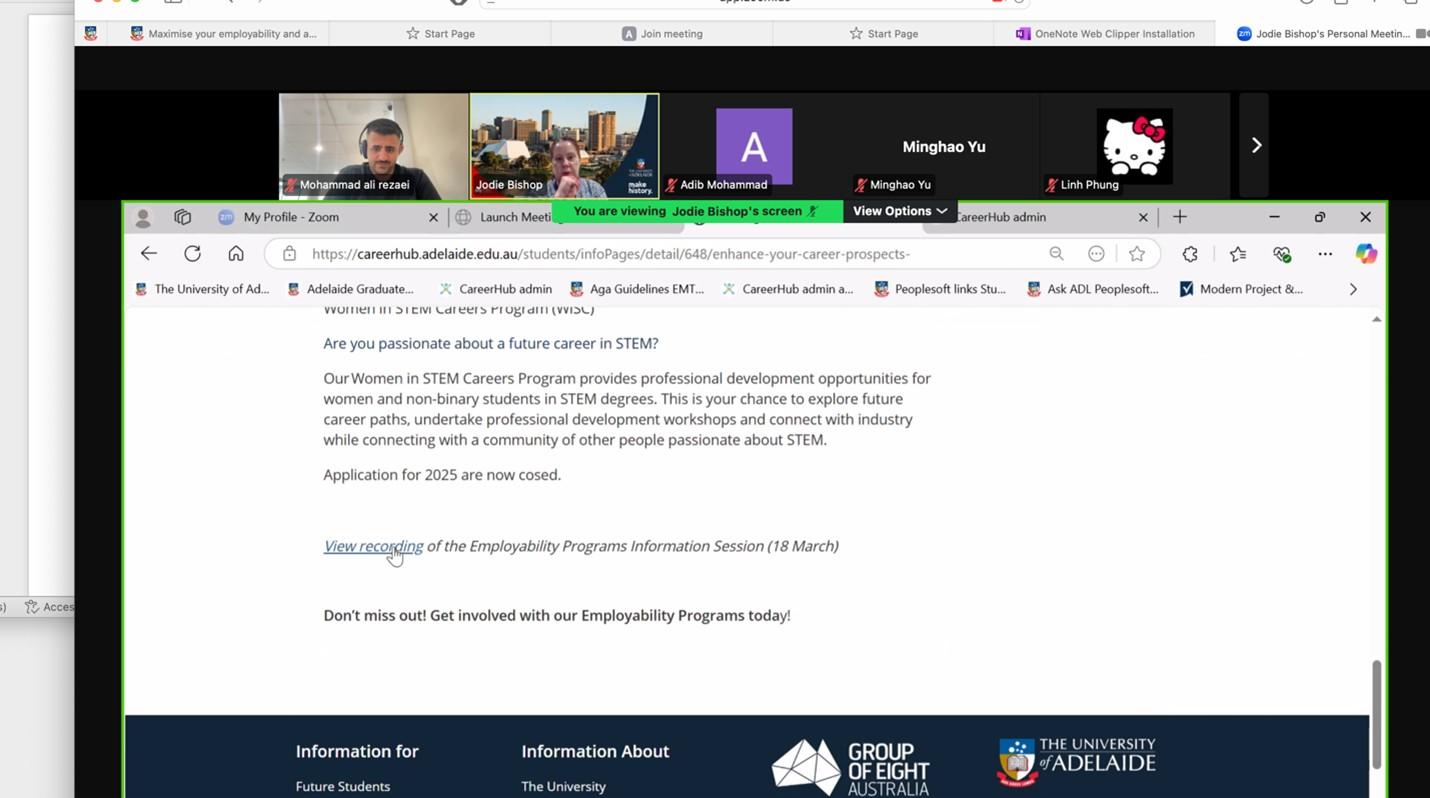 app.zoom.us
Maximise your employability and a...
Start Page
A Join meeting
Start Page
OneNote Web Clipper Installation
zm Jodie Bishop's Personal Meetin...
Mohammad ali rezaei
Jodie Bishop
make
history.
A
Adib Mohammad
Minghao Yu
Minghao Yu
Linh Phung
You are viewing Jodie Bishop's screen
View Options
zm My Profile - Zoom
Launch Meeti
CareerHub admin
https://careerhub.adelaide.edu.au/students/infoPages/detail/648/enhance-your-career-prospects-
The University of Ad...
Adelaide Graduate...
CareerHub admin
Aga Guidelines EMT...
CareerHub admin a...
Peoplesoft links Stu...
Ask ADL Peoplesoft...
Modern Project &...
Women in STEM Careers Program (WISC)
Are you passionate about a future career in STEM?
Our Women in STEM Careers Program provides professional development opportunities for
women and non-binary students in STEM degrees. This is your chance to explore future
career paths, undertake professional development workshops and connect with industry
while connecting with a community of other people passionate about STEM.
Application for 2025 are now cosed.
View recording of the Employability Programs Information Session (18 March)
s)
Acces
Don't miss out! Get involved with our Employability Programs today!
Information for
Future Students
Information About
The University
GROUP
OF EIGHT
AUSTRALIA
THE UNIVERSITY
of ADELAIDE